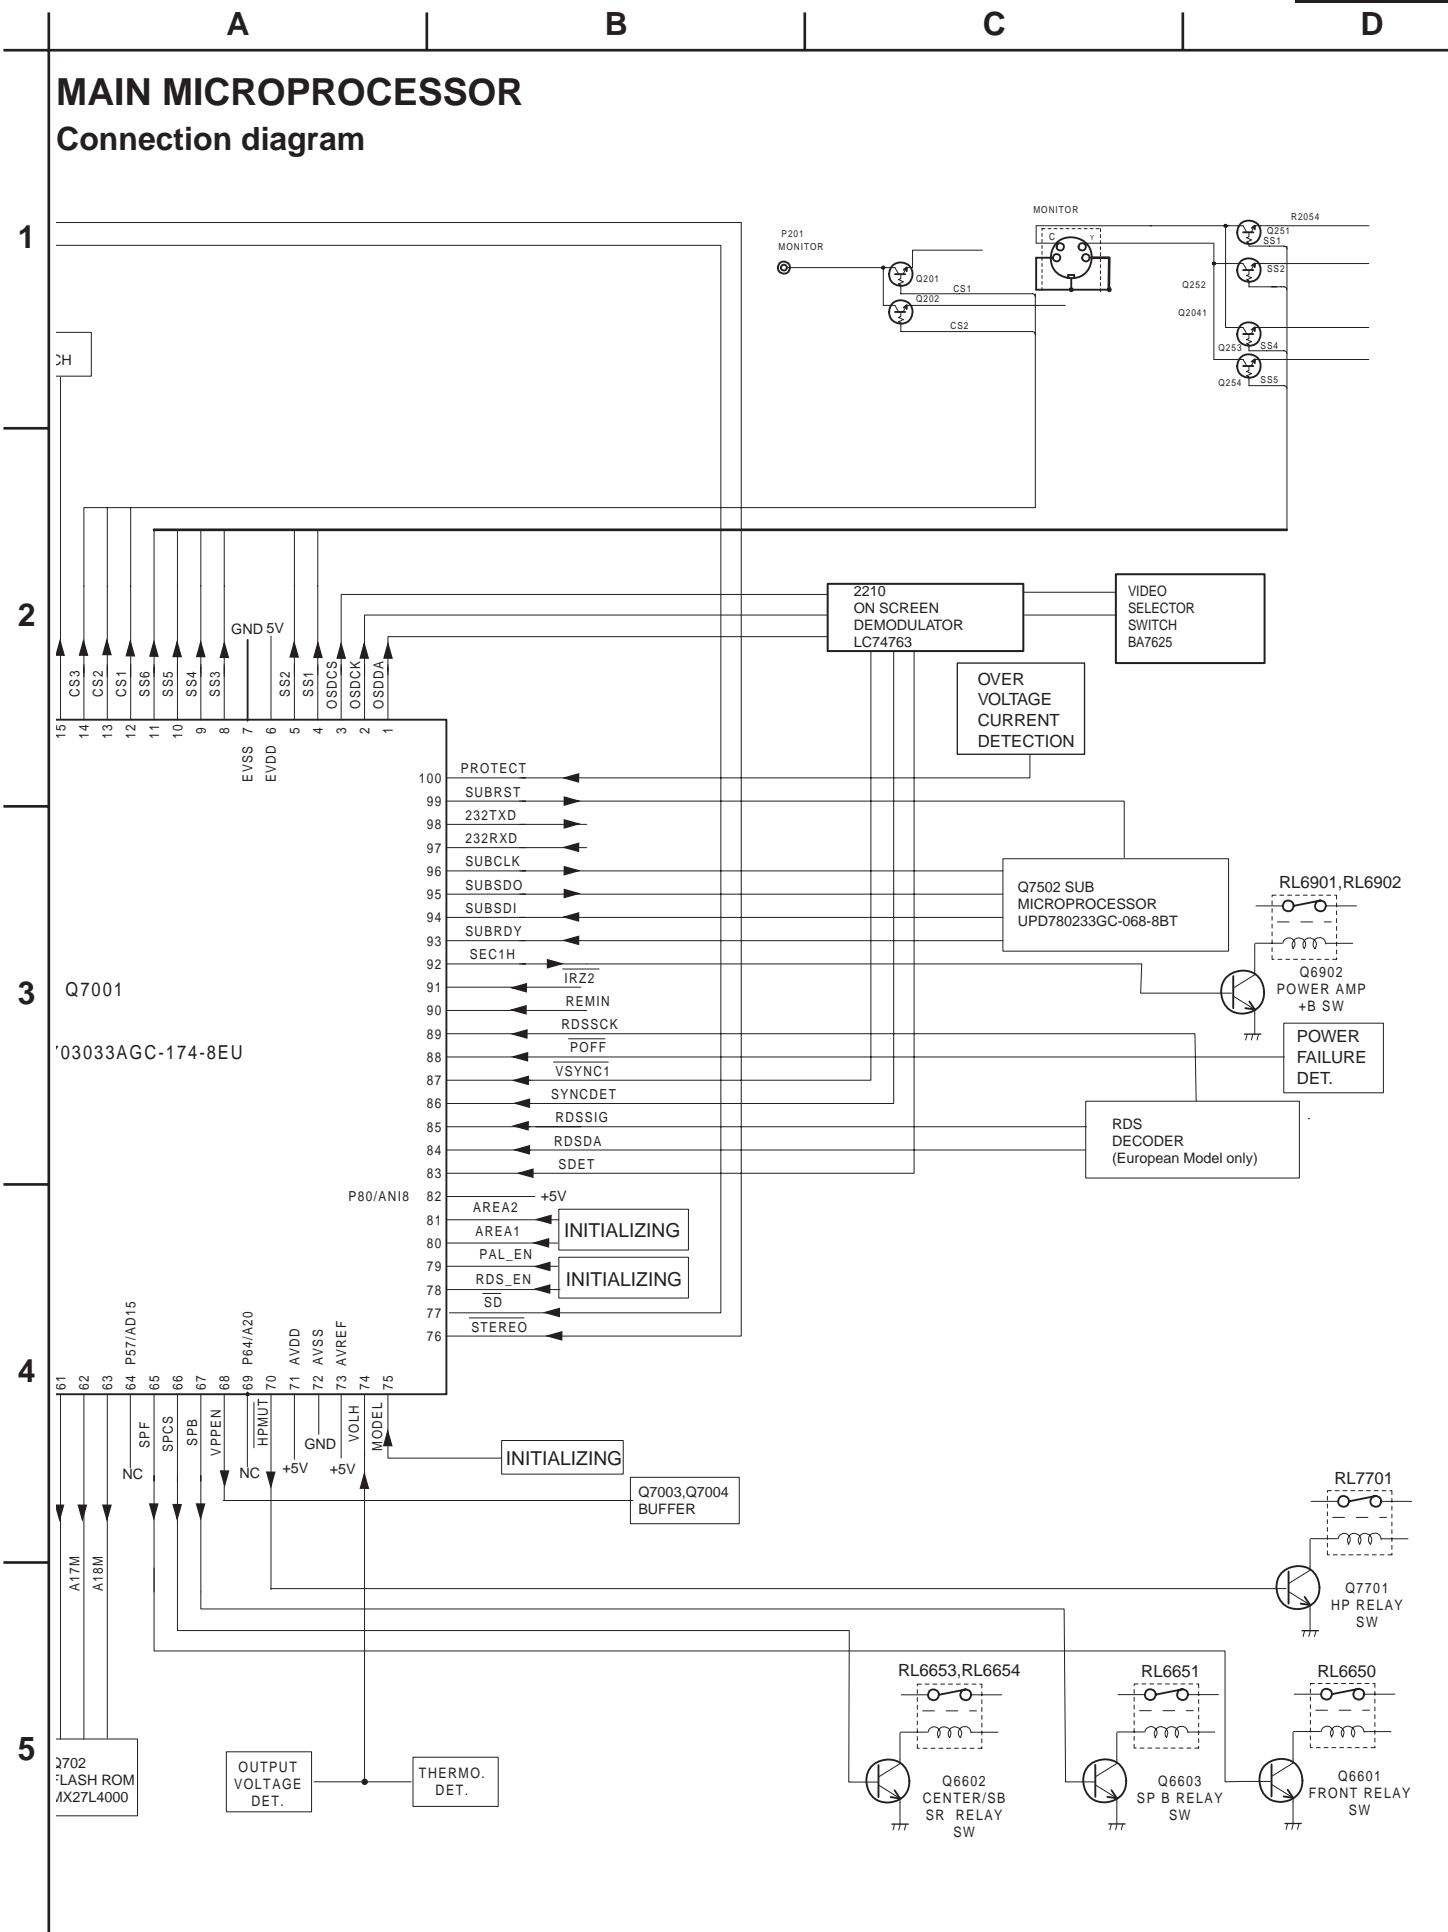 A B C D
MAIN MICROPROCESSOR
Connection diagram
1
2
3
4
5
P201
MONITOR
MONITOR
C Y
Q201
CS1
Q202
CS2
R2054
Q251
SS1
SS2
Q252
Q2041
Q253
SS4
Q254
SS5
CH
2210
ON SCREEN
DEMODULATOR
LC74763
VIDEO
SELECTOR
SWITCH
BA7625
OVER
VOLTAGE
CURRENT
DETECTION
GND 5V
CS3 CS2 CS1 SS6 SS5 SS4 SS3 SS2 SS1 OSDCS OSDCK OSDDA
15 14 13 12 11 10 9 8 7 6 5 4 3 2 1
EVSS EVDD
100 PROTECT
99 SUBRST
98 232TXD
97 232RXD
96 SUBCLK
95 SUBSDO
94 SUBSDI
93 SUBRDY
92 SEC1H
91 IRZ2
90 REMIN
89 RDSSCK
88 POFF
87 VSYNC1
86 SYNCDET
85 RDSSIG
84 RDSDA
83 SDET
P80/ANI8 82 +5V
81 AREA2
80 AREA1
79 PAL_EN
78 RDS_EN
77 SD
76 STEREO
INITIALIZING
INITIALIZING
Q7001
703033AGC-174-8EU
Q7502 SUB
MICROPROCESSOR
UPD780233GC-068-8BT
RL6901,RL6902
Q6902
POWER AMP
+B SW
POWER
FAILURE
DET.
RDS
DECODER
(European Model only)
P57/AD15 P64/A20 AVDD AVSS AVREF
61 62 63 64 65 66 67 68 69 70 71 72 73 74 75
SPF SPCS SPB VPPEN HPMUT VOLH MODEL
NC NC +5V GND +5V
INITIALIZING
Q7003,Q7004
BUFFER
A17M A18M
RL7701
Q7701
HP RELAY
SW
RL6653,RL6654
Q6602
CENTER/SB
SR RELAY
SW
RL6651
Q6603
SP B RELAY
SW
RL6650
Q6601
FRONT RELAY
SW
Q702
FLASH ROM
MX27L4000
OUTPUT
VOLTAGE
DET.
THERMO.
DET.